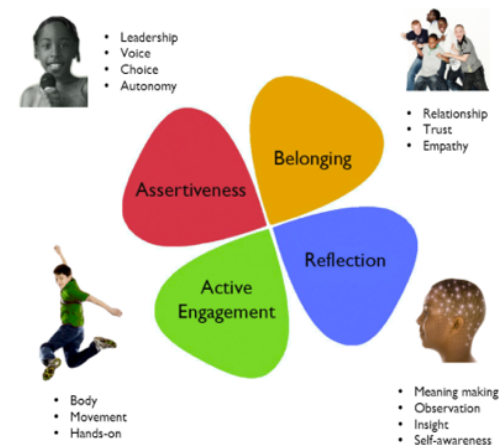 • Leadership
• Voice
• Choice
• Autonomy
• Relationship
• Trust
• Empathy
Assertiveness
Belonging
Active
Engagement
Reflection
• Body
• Movement
• Hands-on
• Meaning making
• Observation
• Insight
• Self-awareness